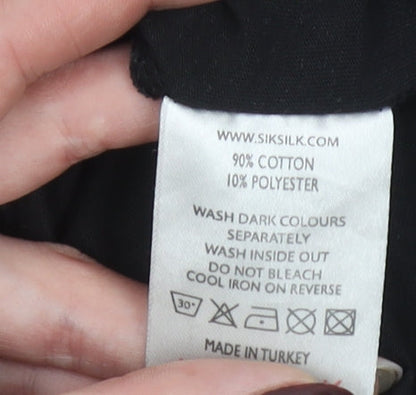 WWW.SIKSILK.COM
90% COTTON
10% POLYESTER
WASH DARK COLOURS
SEPARATELY
WASH INSIDE OUT
DO NOT BLEACH
COOL IRON ON REVERSE
30°
MADE IN TURKEY